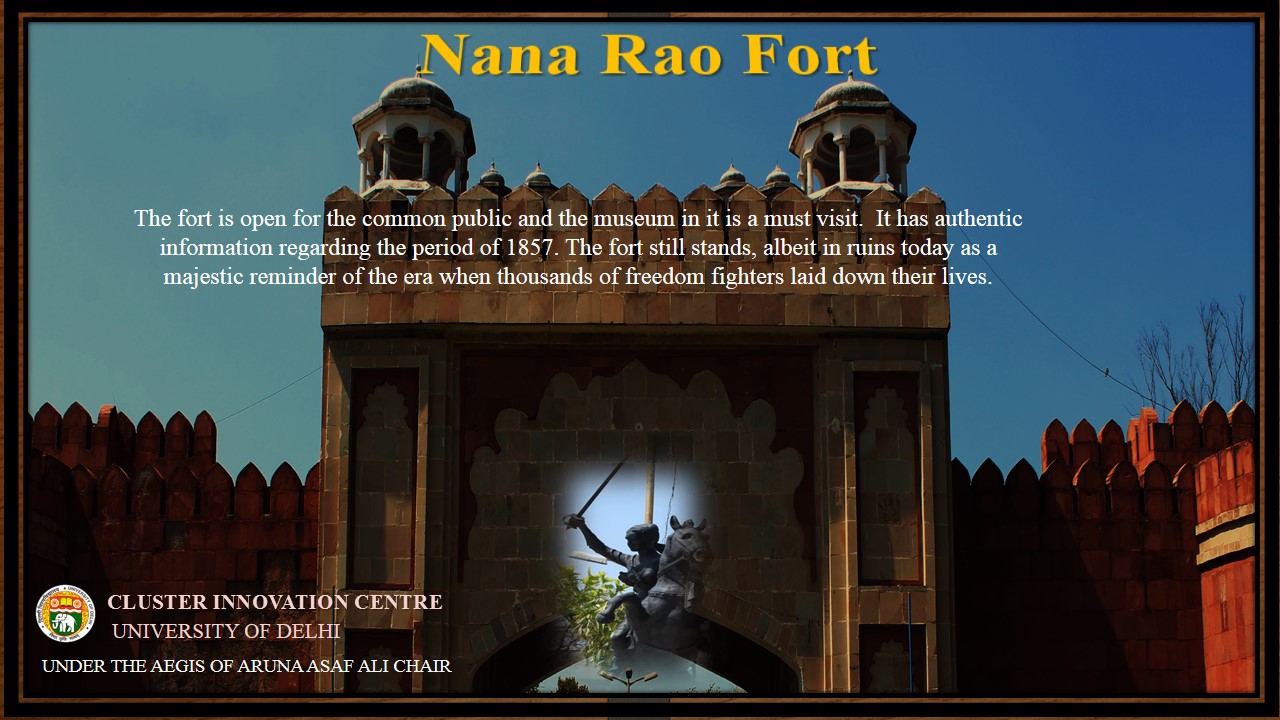 Nana Rao Fort
The fort is open for the common public and the museum in it is a must visit.  It has authentic
information regarding the period of 1857. The fort still stands, albeit in ruins today as a
majestic reminder of the era when thousands of freedom fighters laid down their lives.
CLUSTER INNOVATION CENTRE
UNIVERSITY OF DELHI
UNDER THE AEGIS OF ARUNA ASAF ALI CHAIR